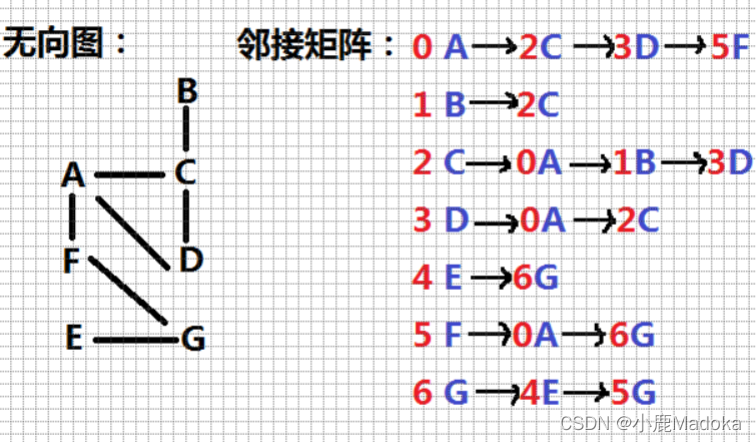 无向图：
邻接矩阵：
0 A→2C→3D→5F
1 B→2C
2 C→0A→1B→3D
3 D→0A→2C
4 E→6G
5 F→0A→6G
6 G→4E→5G
B
A C
F D
E G
CSDN @小鹿Madoka